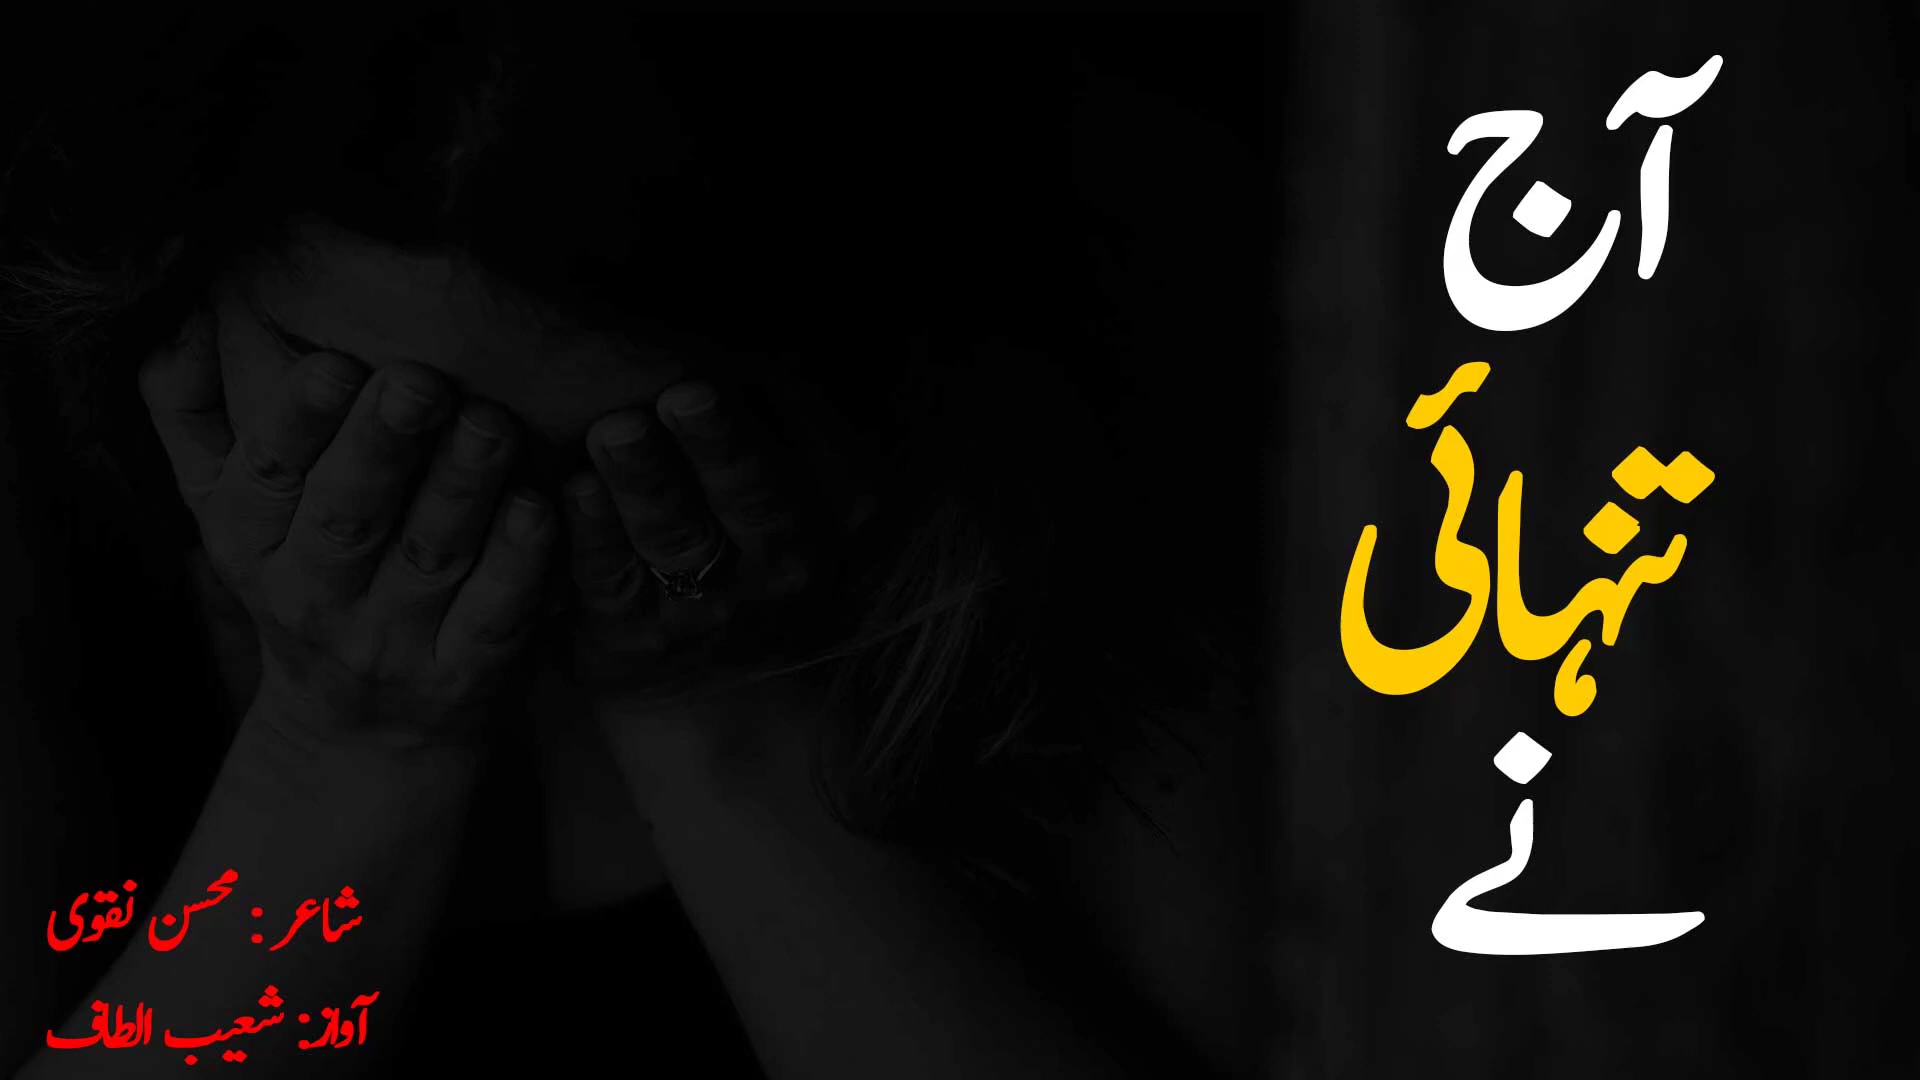 آج
تنہائی
نے
شاعر : محسن نقوی
آواز: شعیب الطاف